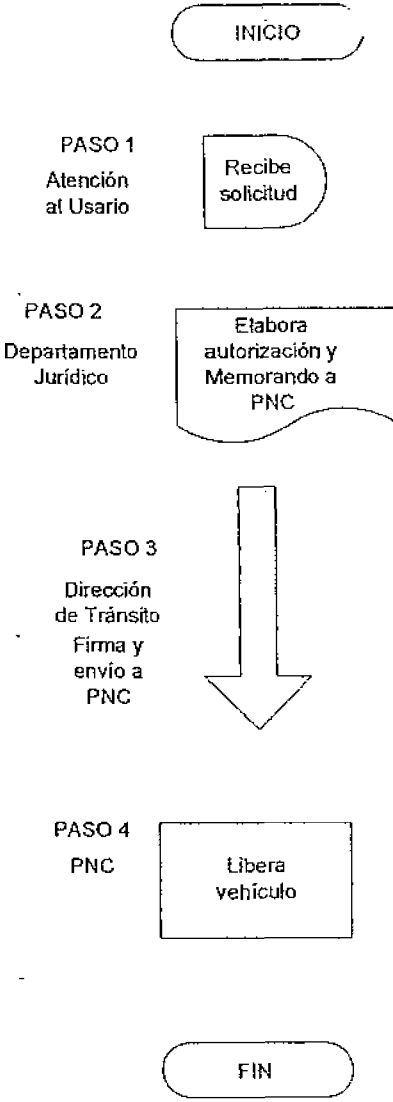 INICIO
PASO 1
Atención
al Usario
Recibe
solicitud
PASO 2
Departamento
Jurídico
Elabora
autorización y
Memorando a
PNC
PASO 3
Dirección
de Tránsito
Firma y
envío a
PNC
PASO 4
PNC
Libera
vehículo
FIN